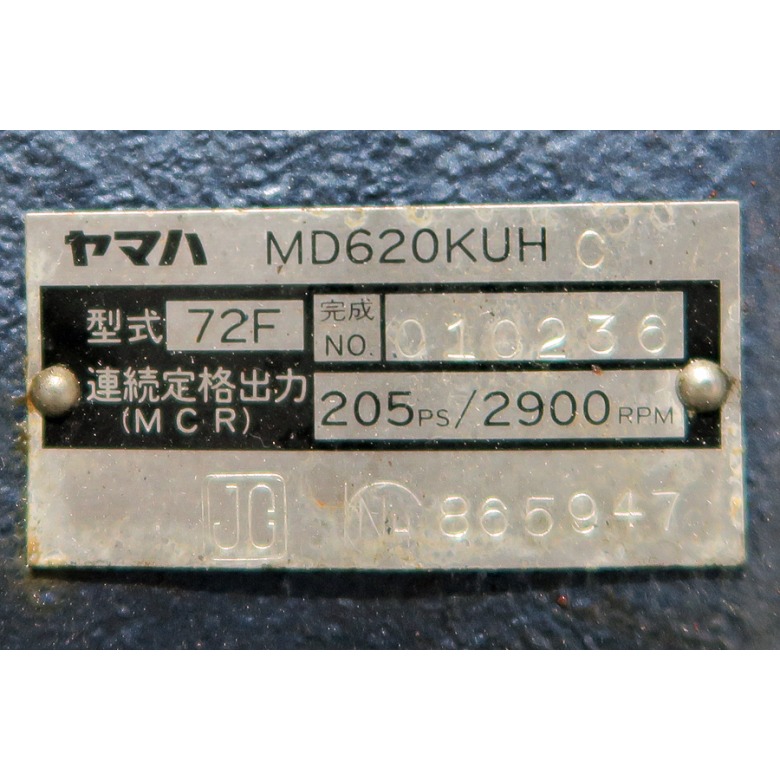 ヤマハ MD620KUH C
型式 72F 完成 NO. 010236
連続定格出力 (MCR) 205PS/2900RPM
JG 865947